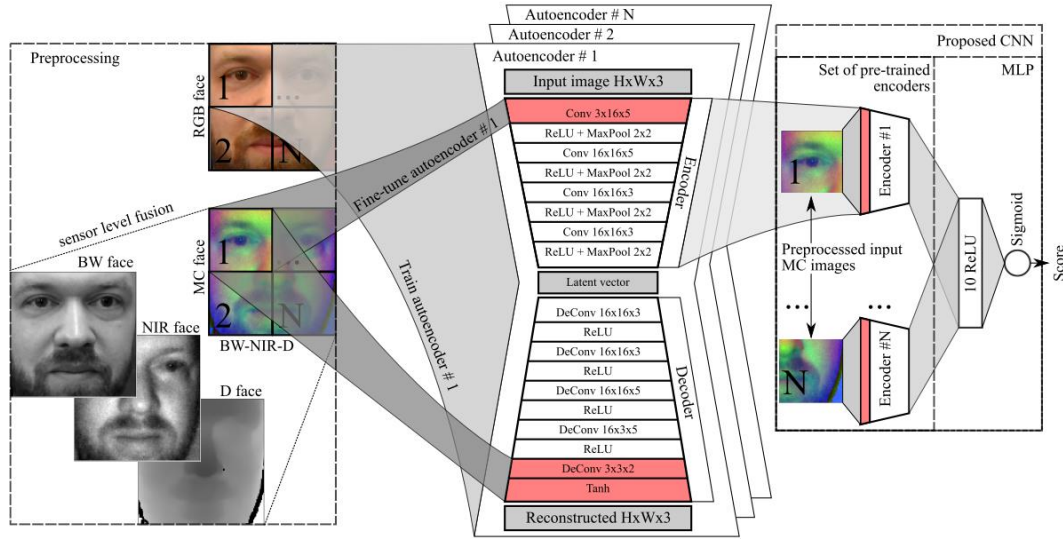 Preprocessing
RGB face
1
...
2
N
sensor level fusion
MC face
1
...
2
N
BW-NIR-D
BW face
NIR face
D face
Fine-tune autoencoder # 1
Train autoencoder # 1
Autoencoder # N
Autoencoder # 2
Autoencoder # 1
Input image HxWx3
Conv 3x16x5
ReLU + MaxPool 2x2
Conv 16x16x5
ReLU + MaxPool 2x2
Conv 16x16x3
ReLU + MaxPool 2x2
Conv 16x16x3
ReLU + MaxPool 2x2
Encoder
Latent vector
DeConv 16x16x3
ReLU
DeConv 16x16x3
ReLU
DeConv 16x16x5
ReLU
DeConv 16x3x5
ReLU
DeConv 3x3x2
Tanh
Decoder
Reconstructed HxWx3
Proposed CNN
Set of pre-trained
encoders
MLP
1
Encoder #1
Preprocessed input
MC images
...
...
N
Encoder #N
10 ReLU
Sigmoid
Score